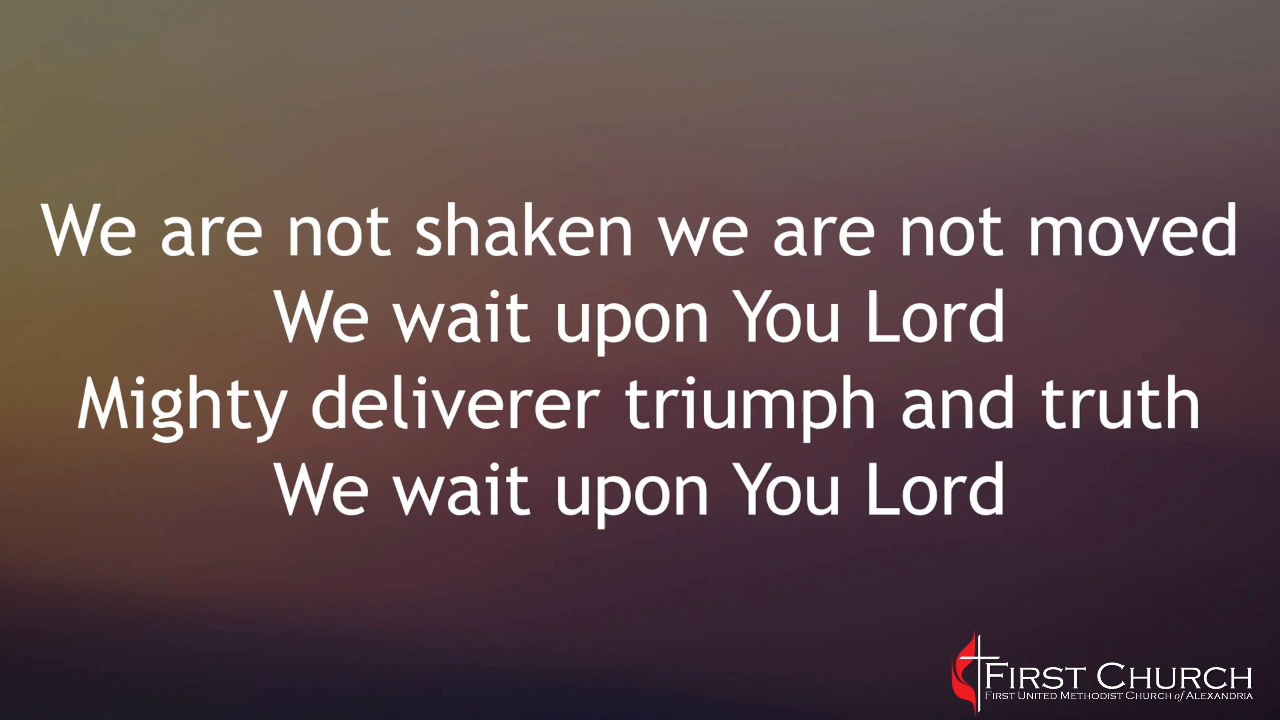 We are not shaken we are not moved
We wait upon You Lord
Mighty deliverer triumph and truth
We wait upon You Lord
FIRST CHURCH
FIRST UNITED METHODIST CHURCH of ALEXANDRIA